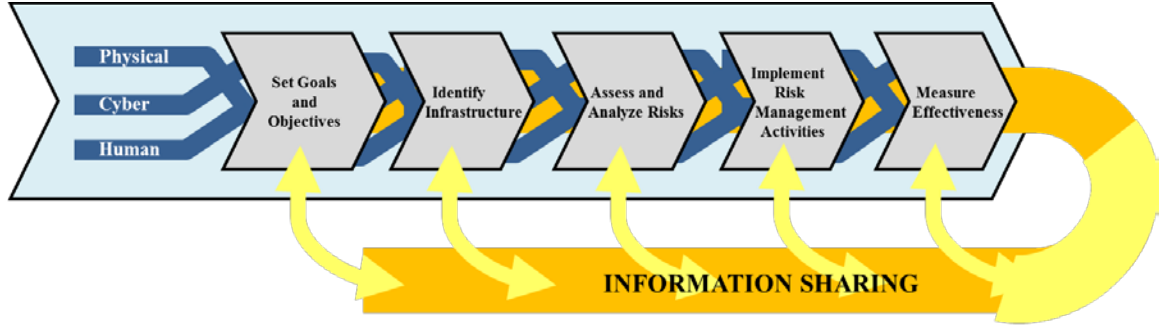 Physical
Cyber
Human
Set Goals
and
Objectives
Identify
Infrastructure
Assess and
Analyze Risks
Implement
Risk
Management
Activities
Measure
Effectiveness
INFORMATION SHARING